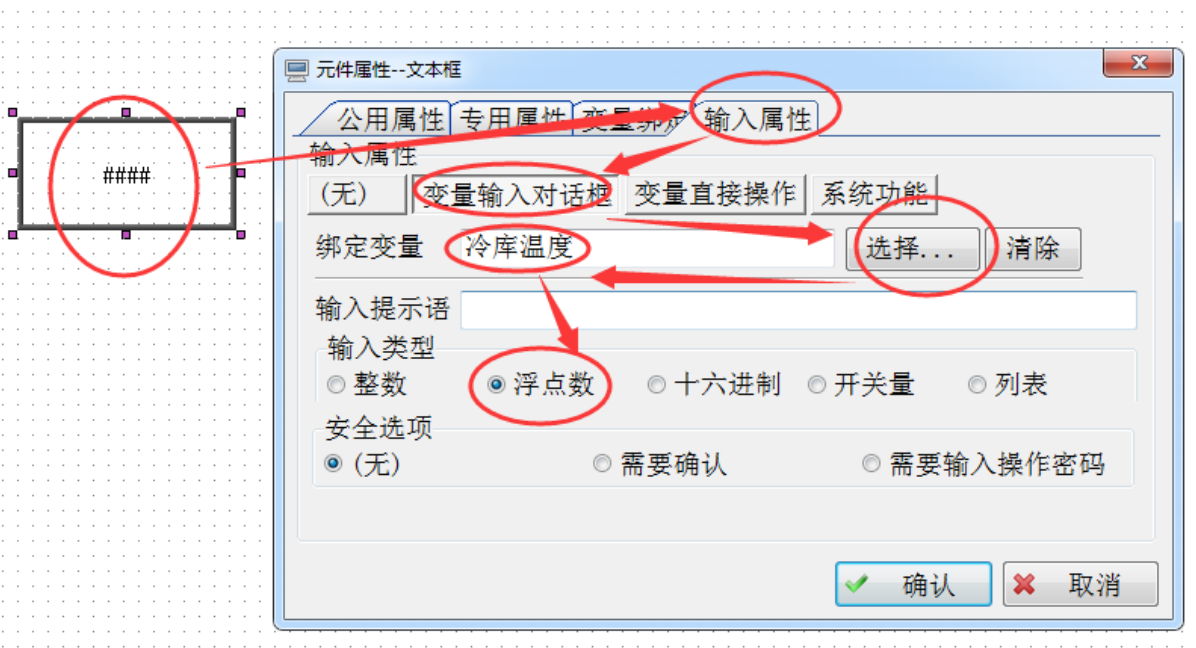 元件属性--文本框
####
公用属性 专用属性 变量绑定 输入属性
输入属性
(无) 变量输入对话框 变量直接操作 系统功能
绑定变量 冷库温度 选择... 清除
输入提示语
输入类型
整数 浮点数 十六进制 开关量 列表
安全选项
(无) 需要确认 需要输入操作密码
确认 取消